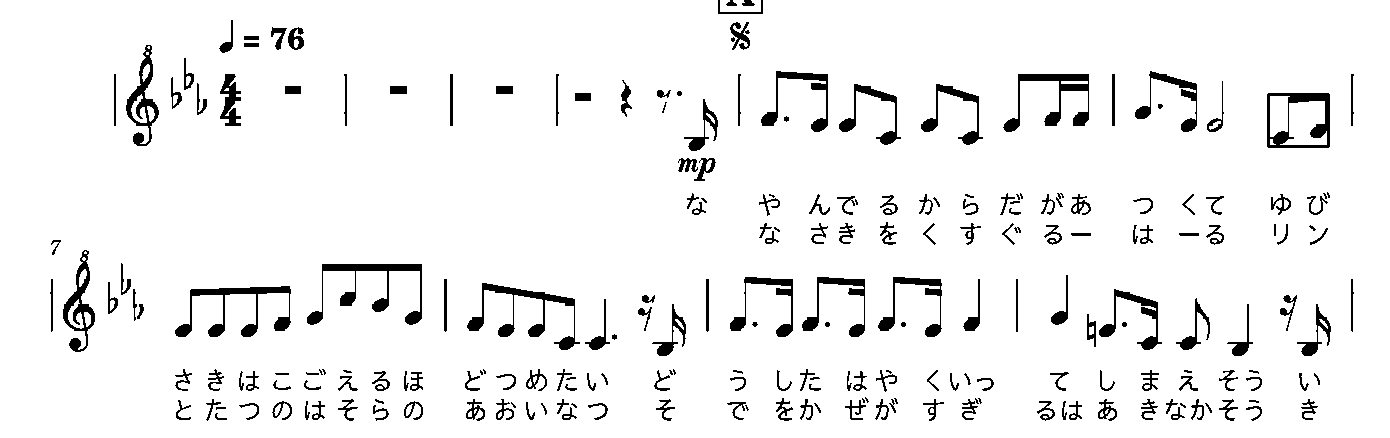 = 76
mp
な や んで る か ら だ があ つ くて ゆ び
な さき を く す ぐ るー は ーる リ ン
7
さ き は こ ご え る ほ ど つ め た い ど う し た は や く いっ て し ま え そう い
と た つ の は そ ら の あ お い な つ そ で を か ぜ が す ぎ るは あ きな かそう き